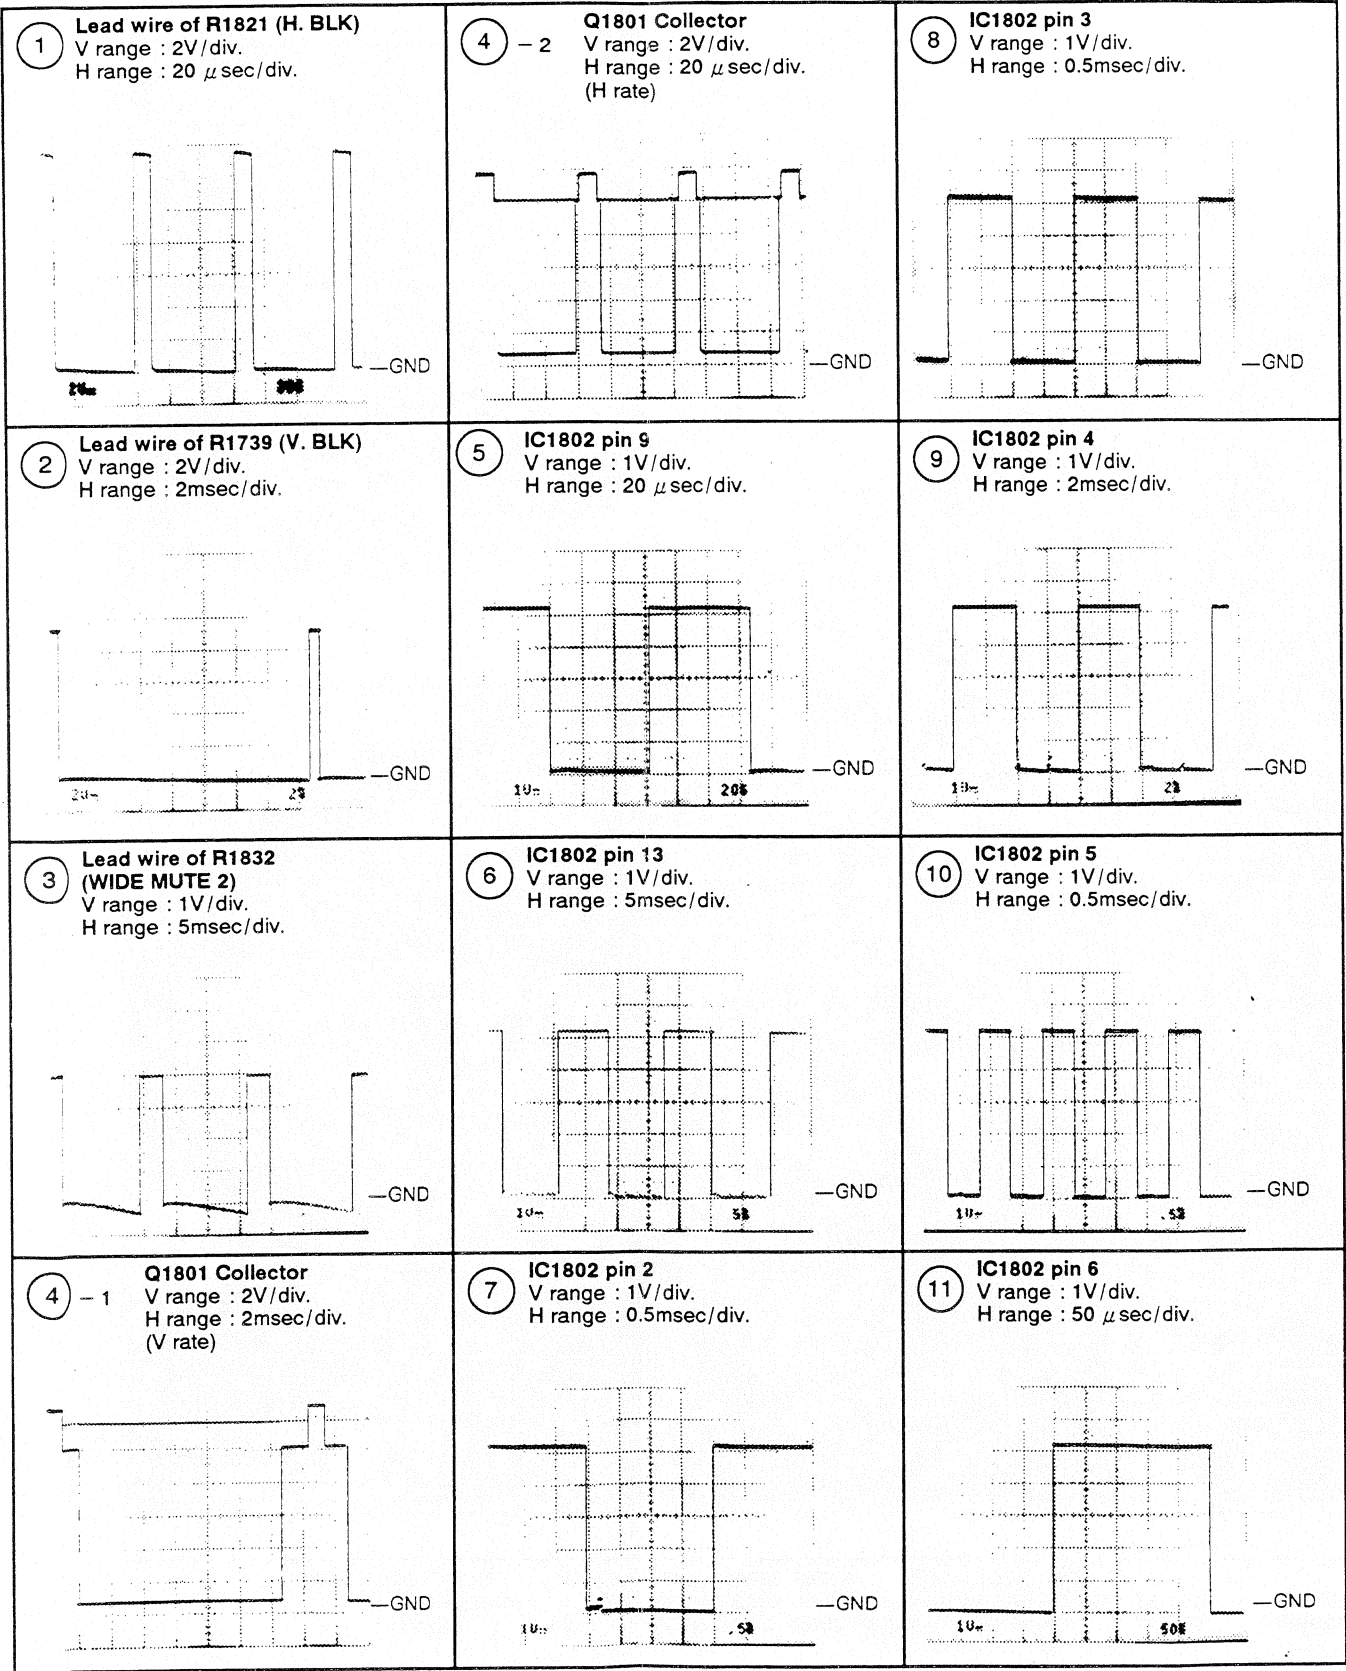 1
Lead wire of R1821 (H. BLK)
V range : 2V/div.
H range : 20 μsec/div.
—GND
4 – 2
Q1801 Collector
V range : 2V/div.
H range : 20 μsec/div.
(H rate)
—GND
8
IC1802 pin 3
V range : 1V/div.
H range : 0.5msec/div.
—GND
2
Lead wire of R1739 (V. BLK)
V range : 2V/div.
H range : 2msec/div.
—GND
5
IC1802 pin 9
V range : 1V/div.
H range : 20 μsec/div.
—GND
9
IC1802 pin 4
V range : 1V/div.
H range : 2msec/div.
—GND
3
Lead wire of R1832
(WIDE MUTE 2)
V range : 1V/div.
H range : 5msec/div.
—GND
6
IC1802 pin 13
V range : 1V/div.
H range : 5msec/div.
—GND
10
IC1802 pin 5
V range : 1V/div.
H range : 0.5msec/div.
—GND
4 – 1
Q1801 Collector
V range : 2V/div.
H range : 2msec/div.
(V rate)
—GND
7
IC1802 pin 2
V range : 1V/div.
H range : 0.5msec/div.
—GND
11
IC1802 pin 6
V range : 1V/div.
H range : 50 μsec/div.
—GND